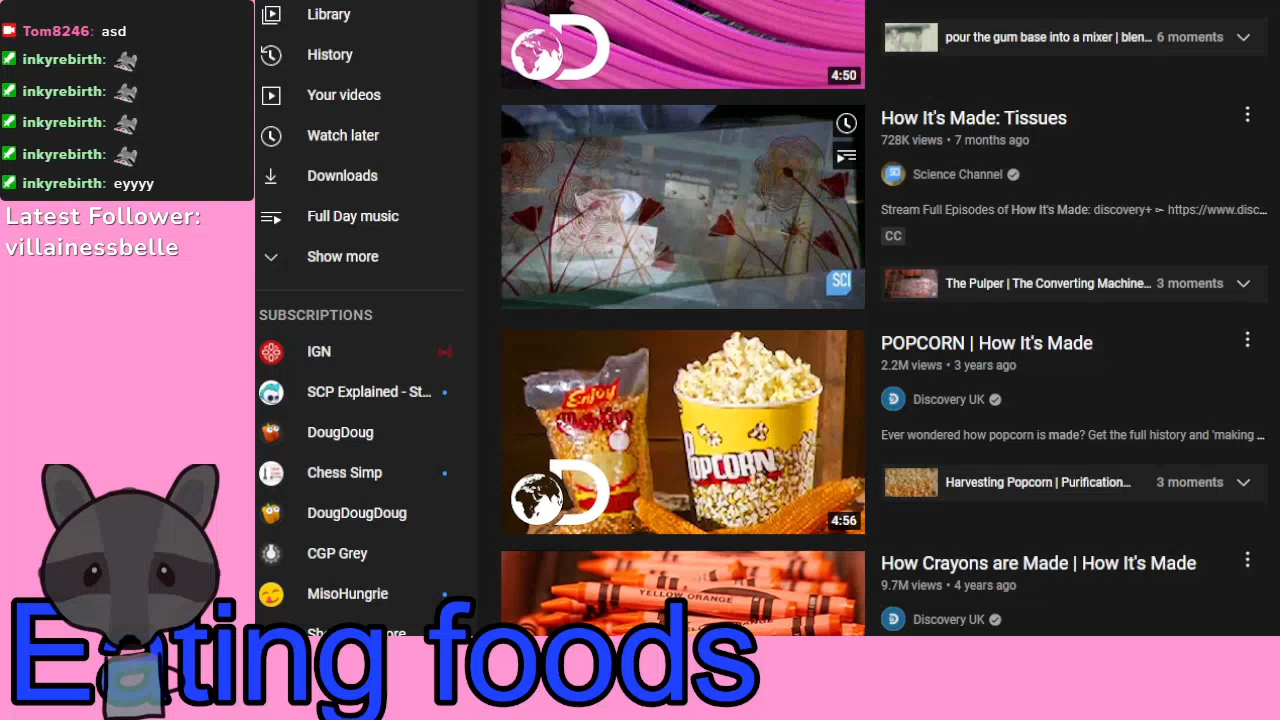 Tom8246: asd
inkyrebirth:
inkyrebirth:
inkyrebirth:
inkyrebirth:
inkyrebirth: eyyyy
Latest Follower:
villainessbelle
Library
History
Your videos
Watch later
Downloads
Full Day music
Show more
SUBSCRIPTIONS
IGN
SCP Explained - St...
DougDoug
Chess Simp
DougDougDoug
CGP Grey
MisoHungrie
4:50
SCI
Enjoy
POPCORN
4:56
YELLOW ORANGE
pour the gum base into a mixer | blen... 6 moments
How It's Made: Tissues
728K views • 7 months ago
SCI Science Channel
Stream Full Episodes of How It's Made: discovery+ ► https://www.disc...
CC
The Pulper | The Converting Machine... 3 moments
POPCORN | How It's Made
2.2M views • 3 years ago
Discovery UK
Ever wondered how popcorn is made? Get the full history and 'making ...
Harvesting Popcorn | Purification... 3 moments
How Crayons are Made | How It's Made
9.7M views • 4 years ago
Discovery UK
Eating foods